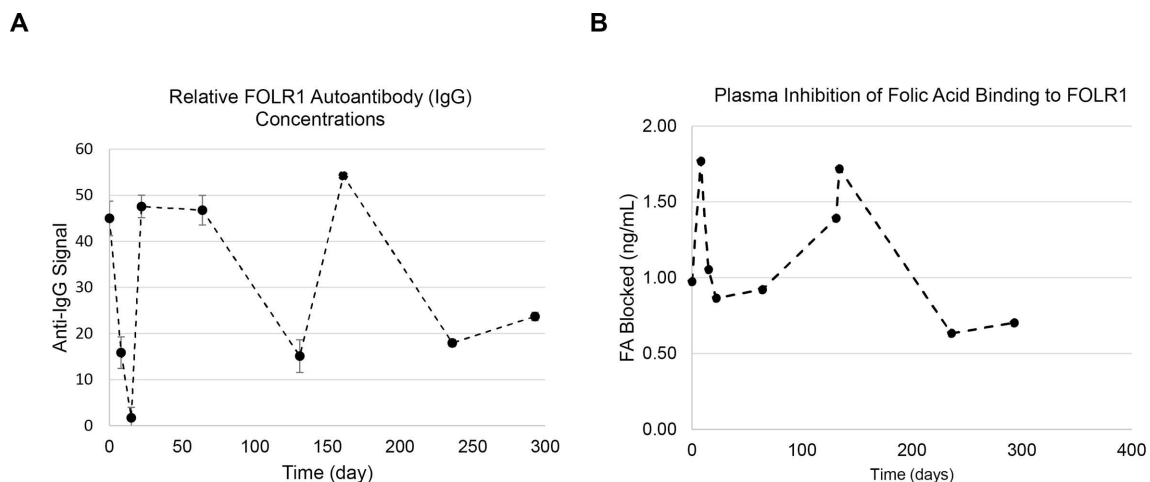 A
Relative FOLR1 Autoantibody (IgG)
Concentrations
60
50
40
30
20
10
0
Anti-IgG Signal
0 50 100 150 200 250 300
Time (day)
B
Plasma Inhibition of Folic Acid Binding to FOLR1
2.00
1.50
1.00
0.50
0.00
FA Blocked (ng/mL)
0 100 200 300 400
Time (days)